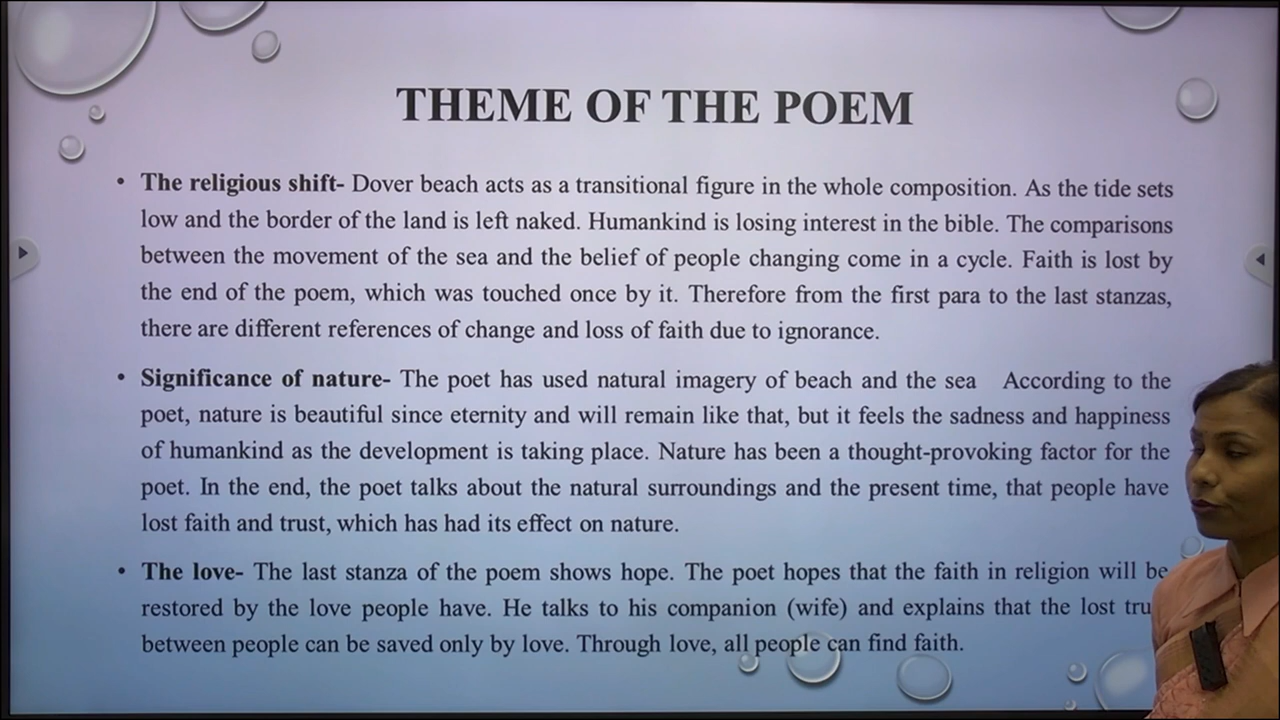 THEME OF THE POEM
• The religious shift- Dover beach acts as a transitional figure in the whole composition. As the tide sets
low and the border of the land is left naked. Humankind is losing interest in the bible. The comparisons
between the movement of the sea and the belief of people changing come in a cycle. Faith is lost by
the end of the poem, which was touched once by it. Therefore from the first para to the last stanzas,
there are different references of change and loss of faith due to ignorance.
• Significance of nature- The poet has used natural imagery of beach and the sea According to the
poet, nature is beautiful since eternity and will remain like that, but it feels the sadness and happiness
of humankind as the development is taking place. Nature has been a thought-provoking factor for the
poet. In the end, the poet talks about the natural surroundings and the present time, that people have
lost faith and trust, which has had its effect on nature.
• The love- The last stanza of the poem shows hope. The poet hopes that the faith in religion will be
restored by the love people have. He talks to his companion (wife) and explains that the lost tru
between people can be saved only by love. Through love, all people can find faith.